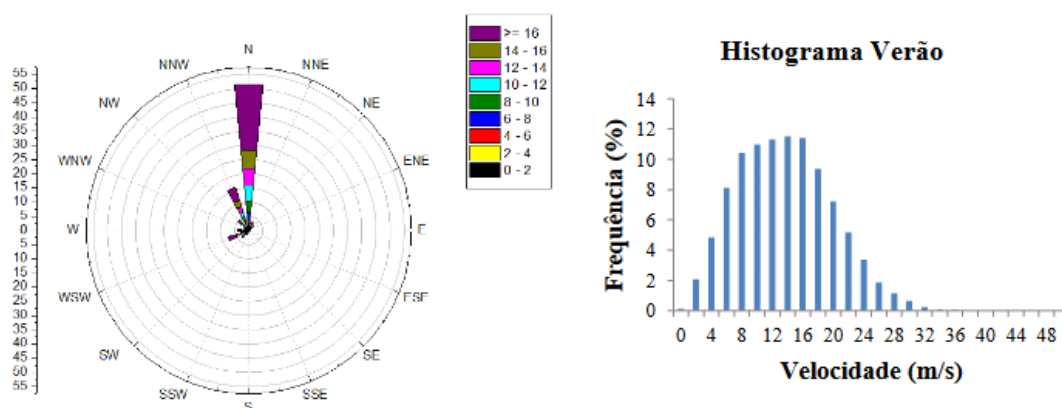 N
NNE
NE
ENE
E
ESE
SE
SSE
S
SSW
SW
WSW
W
WNW
NW
NNW
55
50
45
40
35
30
25
20
15
10
5
0
5
10
15
20
25
30
35
40
45
50
55
>= 16
14 - 16
12 - 14
10 - 12
8 - 10
6 - 8
4 - 6
2 - 4
0 - 2
Histograma Verão
Frequência (%)
14
12
10
8
6
4
2
0
0 4 8 12 16 20 24 28 32 36 40 44 48
Velocidade (m/s)